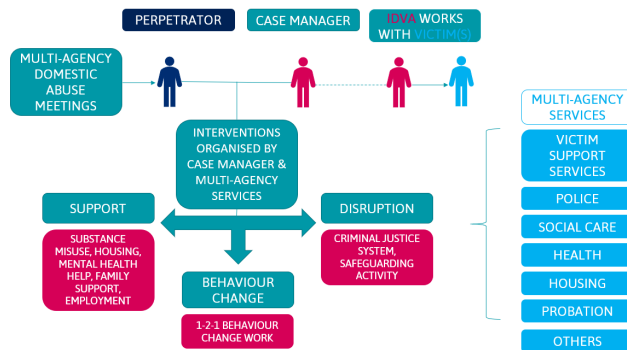 PERPETRATOR
CASE MANAGER
IDVA WORKS
WITH VICTIM(S)
MULTI-AGENCY
DOMESTIC
ABUSE
MEETINGS
INTERVENTIONS
ORGANISED BY
CASE MANAGER &
MULTI-AGENCY
SERVICES
SUPPORT
SUBSTANCE
MISUSE, HOUSING,
MENTAL HEALTH
HELP, FAMILY
SUPPORT,
EMPLOYMENT
BEHAVIOUR
CHANGE
1-2-1 BEHAVIOUR
CHANGE WORK
DISRUPTION
CRIMINAL JUSTICE
SYSTEM,
SAFEGUARDING
ACTIVITY
MULTI-AGENCY
SERVICES
VICTIM
SUPPORT
SERVICES
POLICE
SOCIAL CARE
HEALTH
HOUSING
PROBATION
OTHERS